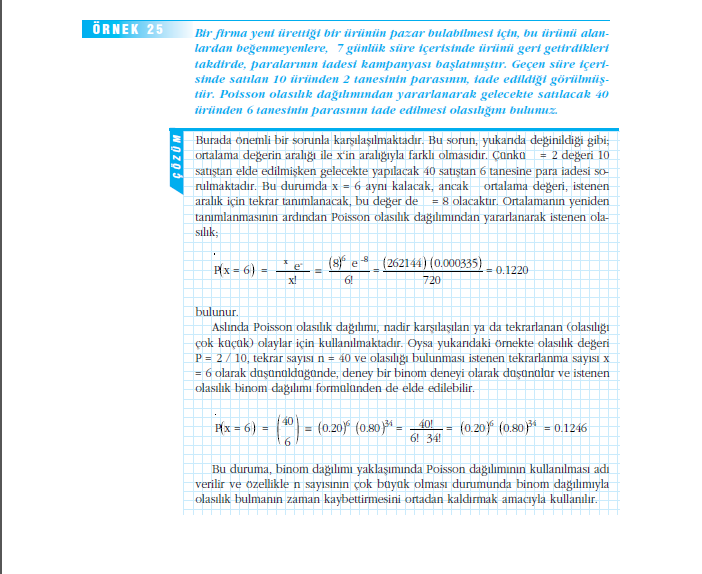 ÖRNEK 25
Bir firma yeni ürettiği bir ürünün pazar bulabilmesi için, bu ürünü alan-
lardan beğenmeyenlere, 7 günlük süre içerisinde ürünü geri getirdikleri
takdirde, paralarının iadesi kampanyası başlatmıştır. Geçen süre içeri-
sinde satılan 10 üründen 2 tanesinin parasının, iade edildiği görülmüş-
tür. Poisson olasılık dağılımından yararlanarak gelecekte satılacak 40
üründen 6 tanesinin parasının iade edilmesi olasılığını bulunuz.
ÇÖZÜM
Burada önemli bir sorunla karşılaşılmaktadır. Bu sorun, yukarıda değinildiği gibi;
ortalama değerin aralığı ile x'in aralığıyla farklı olmasıdır. Çünkü = 2 değeri 10
satıştan elde edilmişken gelecekte yapılacak 40 satıştan 6 tanesine para iadesi so-
rulmaktadır. Bu durumda x = 6 aynı kalacak, ancak ortalama değeri, istenen
aralık için tekrar tanımlanacak, bu değer de = 8 olacaktır. Ortalamanın yeniden
tanımlanmasının ardından Poisson olasılık dağılımından yararlanarak istenen ola-
sılık;
P(x = 6) = x e- / x! = (8)6 e-8 / 6! = (262144) (0.000335) / 720 = 0.1220
bulunur.
Aslında Poisson olasılık dağılımı, nadir karşılaşılan ya da tekrarlanan (olasılığı
çok küçük) olaylar için kullanılmaktadır. Oysa yukarıdaki örnekte olasılık değeri
P = 2 / 10, tekrar sayısı n = 40 ve olasılığı bulunması istenen tekrarlanma sayısı x
= 6 olarak düşünüldüğünde, deney bir binom deneyi olarak düşünülür ve istenen
olasılık binom dağılımı formülünden de elde edilebilir.
P(x = 6) = (40 6) = (0.20)6 (0.80)34 = 40! / 6! 34! = (0.20)6 (0.80)34 = 0.1246
Bu duruma, binom dağılımı yaklaşımında Poisson dağılımının kullanılması adı
verilir ve özellikle n sayısının çok büyük olması durumunda binom dağılımıyla
olasılık bulmanın zaman kaybettirmesini ortadan kaldırmak amacıyla kullanılır.